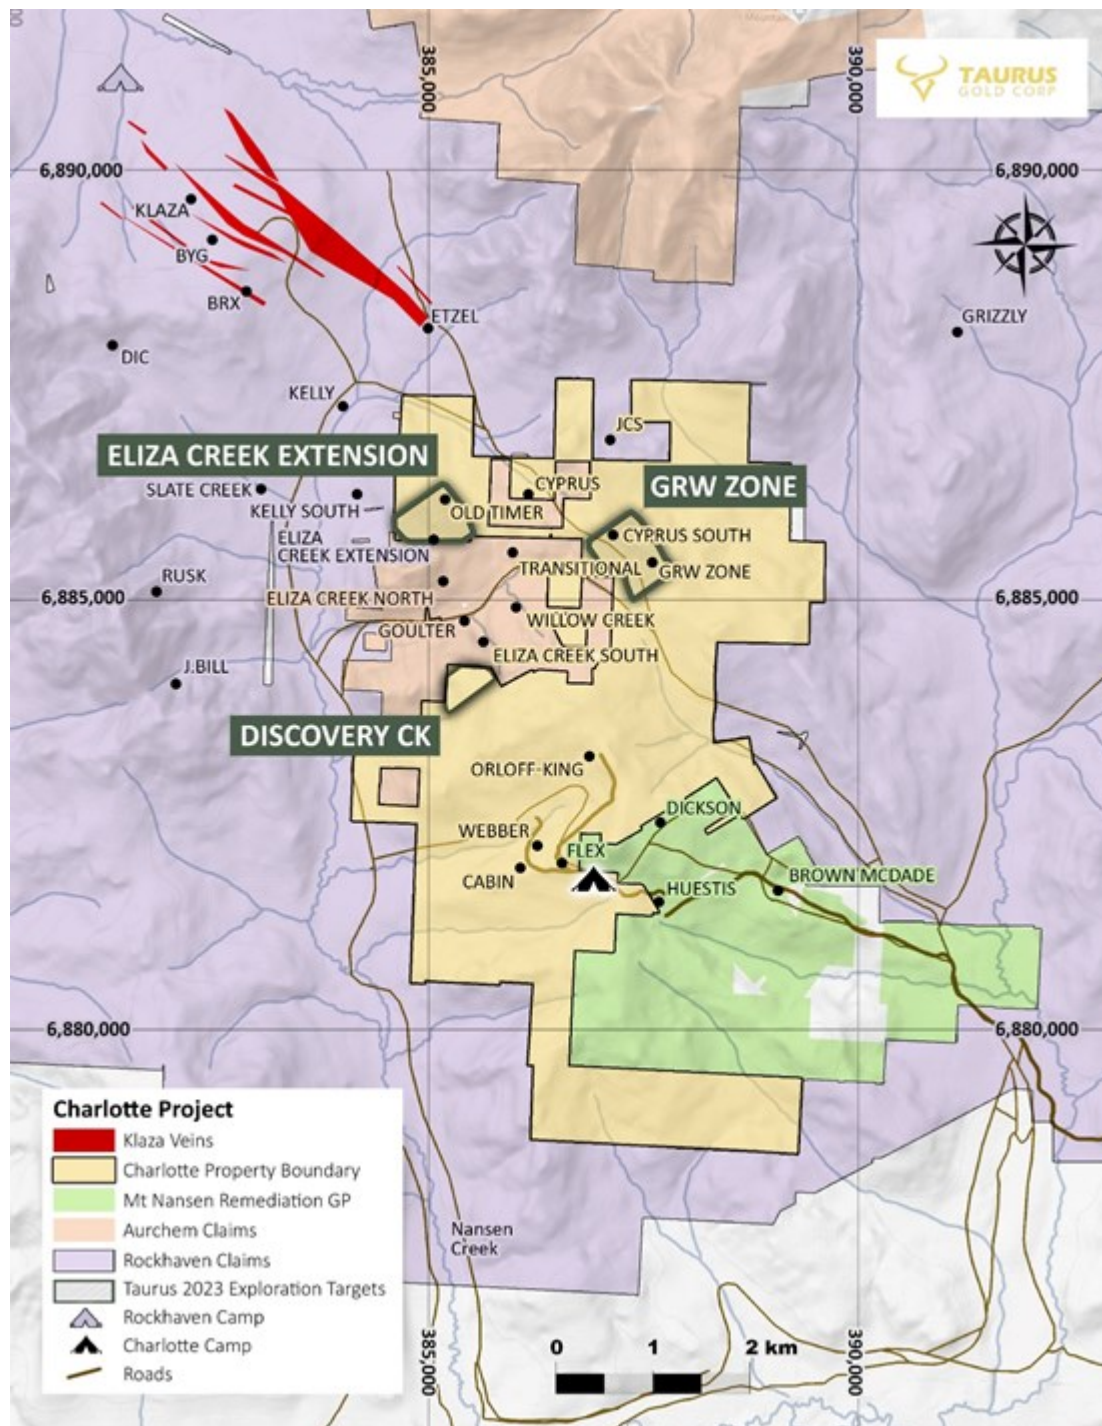 385,000
390,000
TAURUS
GOLD CORP
6,890,000
6,890,000
KLAZA
BYG
BRX
ETZEL
GRIZZLY
DIC
KELLY
JCS
ELIZA CREEK EXTENSION
GRW ZONE
SLATE CREEK
CYPRUS
KELLY SOUTH
OLD TIMER
ELIZA
CREEK EXTENSION
CYPRUS SOUTH
TRANSITIONAL
GRW ZONE
RUSK
ELIZA CREEK NORTH
6,885,000
6,885,000
WILLOW CREEK
GOULTER
ELIZA CREEK SOUTH
J.BILL
DISCOVERY CK
ORLOFF-KING
DICKSON
WEBBER
FLEX
CABIN
HUESTIS
BROWN MCDADE
6,880,000
6,880,000
Charlotte Project
Klaza Veins
Charlotte Property Boundary
Mt Nansen Remediation GP
Aurchem Claims
Rockhaven Claims
Taurus 2023 Exploration Targets
Rockhaven Camp
Charlotte Camp
Roads
Nansen
Creek
385,000
390,000
0 1 2 km